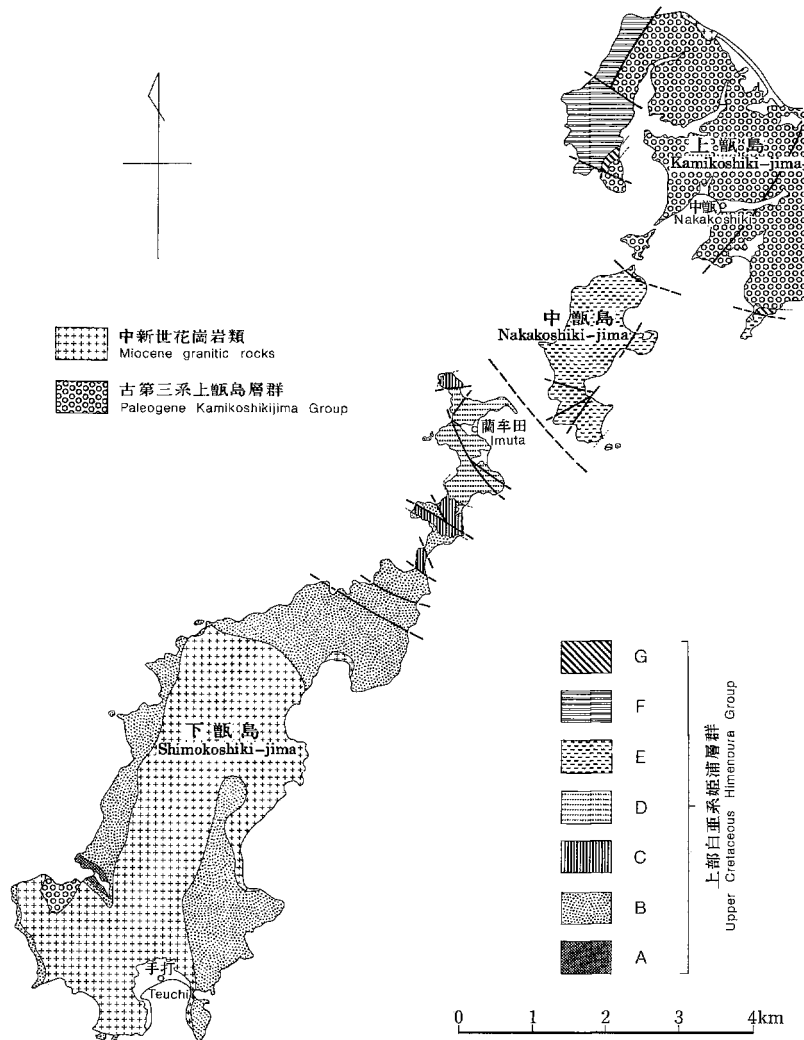 上甑島
Kamikoshiki-jima
中甑
Nakakoshiki
中甑島
Nakakoshiki-jima
中新世花崗岩類
Miocene granitic rocks
古第三系上甑島層群
Paleogene Kamikoshikijima Group
藺牟田
Imuta
下甑島
Shimokoshiki-jima
手打
Teuchi
G
F
E
D
C
B
A
上部白亜系姫浦層群
Upper Cretaceous Himenoura Group
0 1 2 3 4km